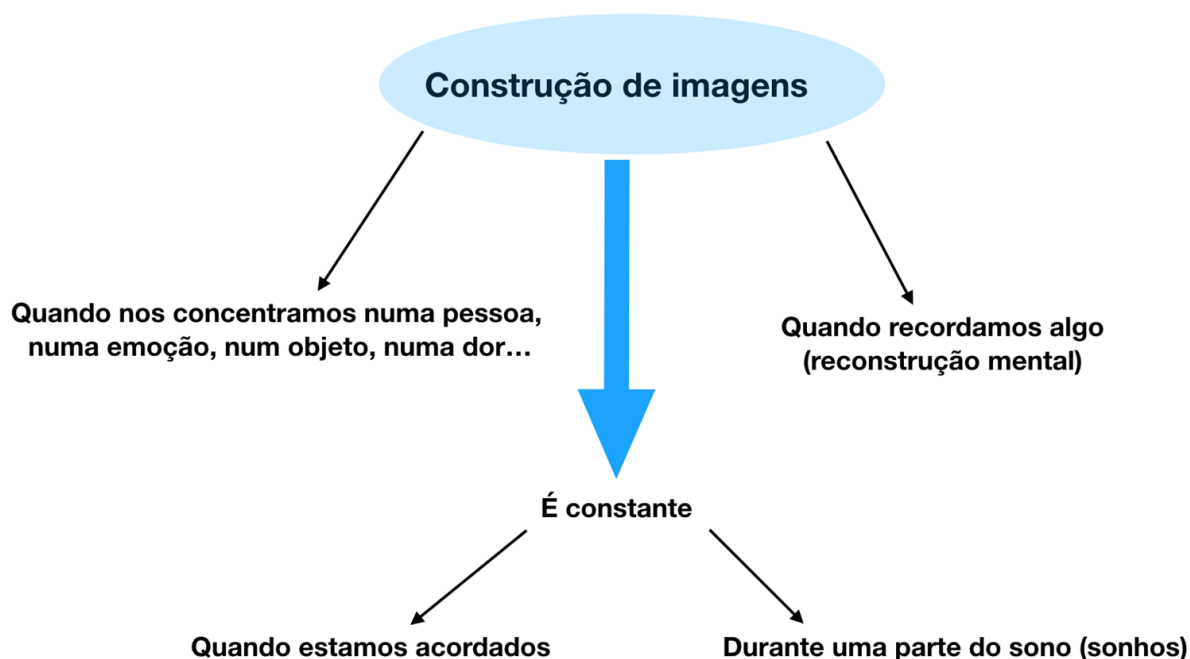 Construção de imagens
Quando nos concentramos numa pessoa,
numa emoção, num objeto, numa dor…
Quando recordamos algo
(reconstrução mental)
É constante
Quando estamos acordados
Durante uma parte do sono (sonhos)